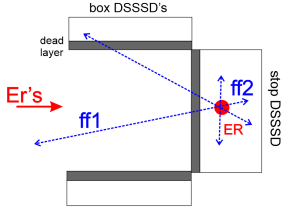 box DSSSD's
dead
layer
Er's
ff1
ff2
ER
stop DSSSD